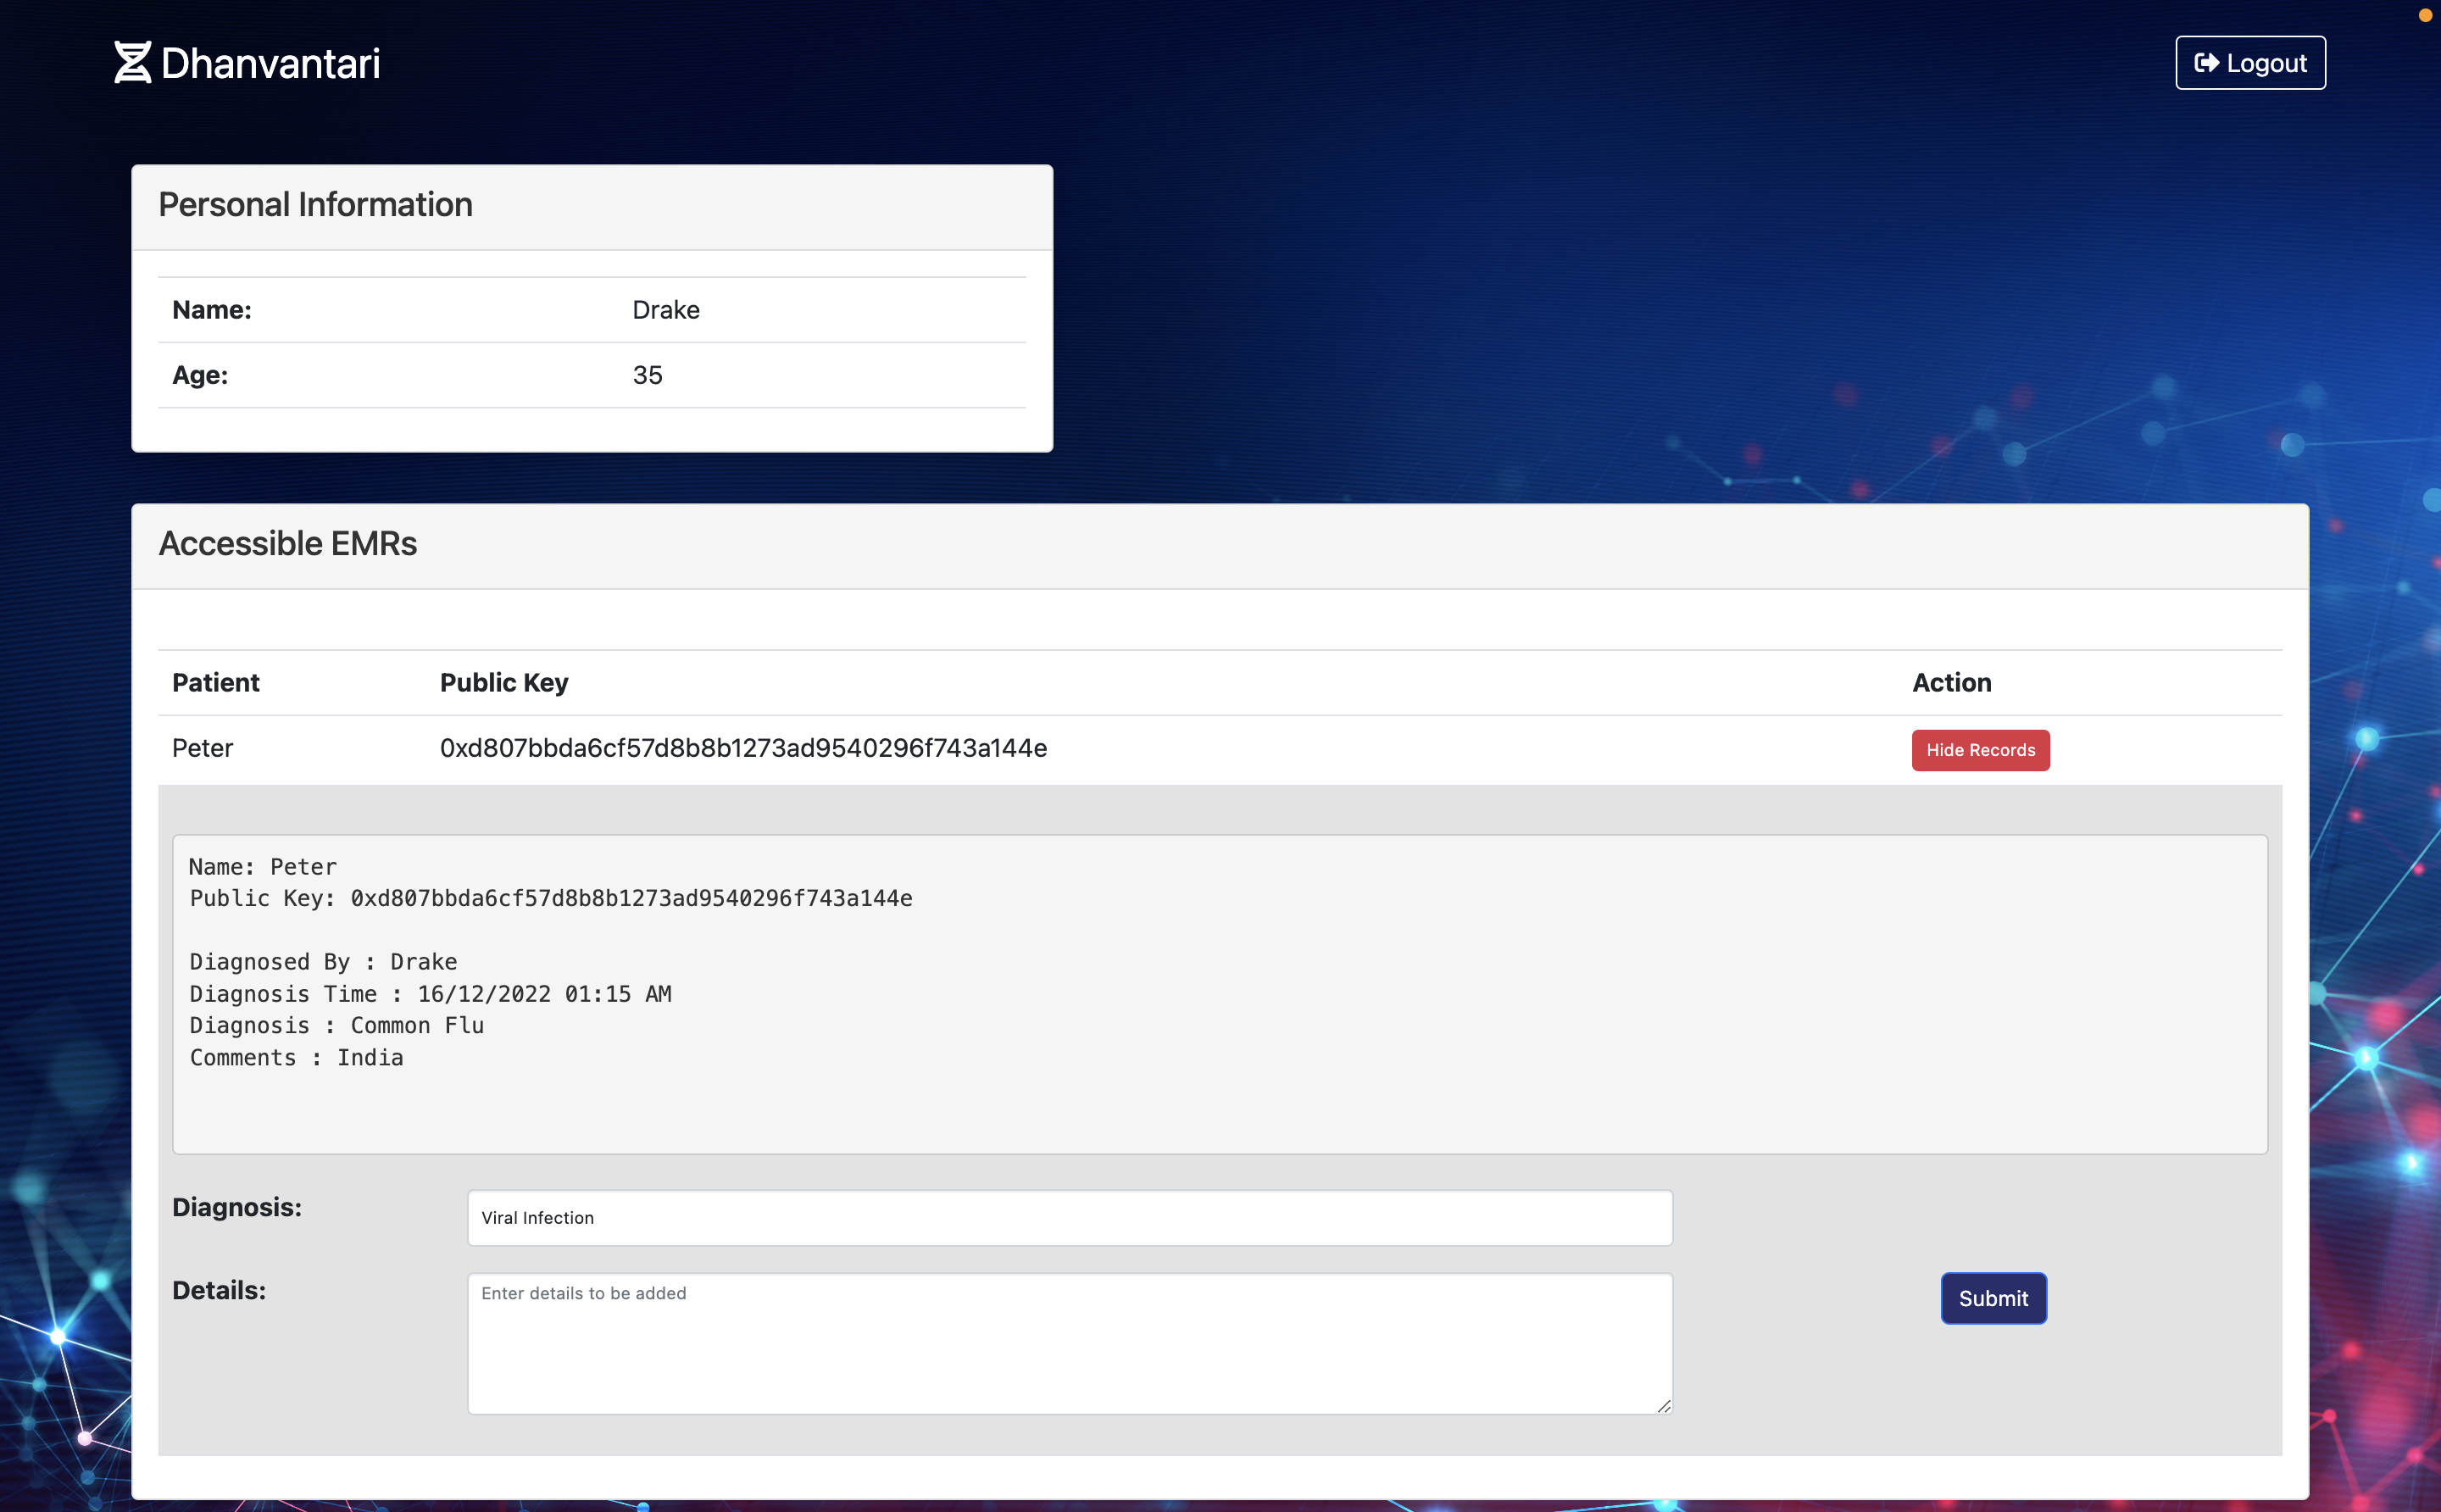 Dhanvantari
Logout
Personal Information
Name: Drake
Age: 35
Accessible EMRs
Patient Public Key Action
Peter 0xd807bbda6cf57d8b8b1273ad9540296f743a144e Hide Records
Name: Peter
Public Key: 0xd807bbda6cf57d8b8b1273ad9540296f743a144e
Diagnosed By : Drake
Diagnosis Time : 16/12/2022 01:15 AM
Diagnosis : Common Flu
Comments : India
Diagnosis: Viral Infection
Details: Enter details to be added
Submit